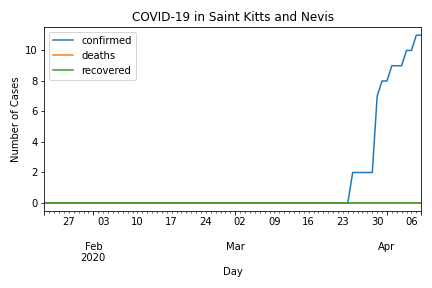 COVID-19 in Saint Kitts and Nevis
confirmed
deaths
recovered
Number of Cases
10
8
6
4
2
0
27 03 10 17 24 02 09 16 23 30 06
Feb Mar Apr
2020
Day